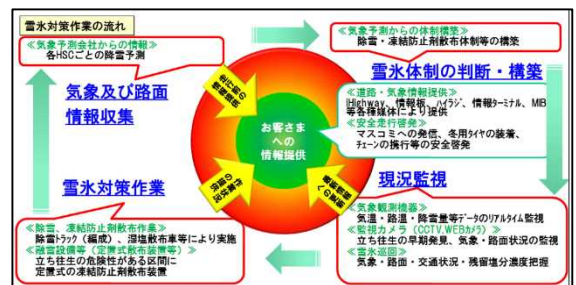 雪氷対策作業の流れ
≪気象予測会社からの情報≫
各HSCごとの降雪予測
気象及び路面
情報収集
≪気象予測からの体制構築≫
除雪・凍結防止剤散布体制等の構築
雪氷体制の判断・構築
≪道路・気象情報提供≫
iHighway、情報板、ハイラジ、情報ターミナル、MIB
等各種媒体により提供
≪安全走行啓発≫
マスコミへの発信、冬用タイヤの装着、
チェーンの携行等の安全啓発
お客さま
への
情報提供
現況監視
≪気象観測機器≫
気温・路温・降雪量等データのリアルタイム監視
≪監視カメラ(CCTV,WEBカメラ)≫
立ち往生の早期発見、気象・路面状況の監視
≪雪氷巡回≫
気象・路面・交通状況・残留塩分濃度把握
雪氷対策作業
≪除雪、凍結防止剤散布作業≫
除雪トラック(編成)、湿塩散布車等により実施
≪融雪設備等(定置式散布装置等)≫
立ち往生の危険性がある区間に
定置式の凍結防止剤散布装置